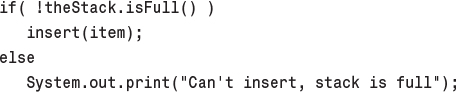 if( !theStack.isFull() )
   insert(item);
else
   System.out.print("Can't insert, stack is full");